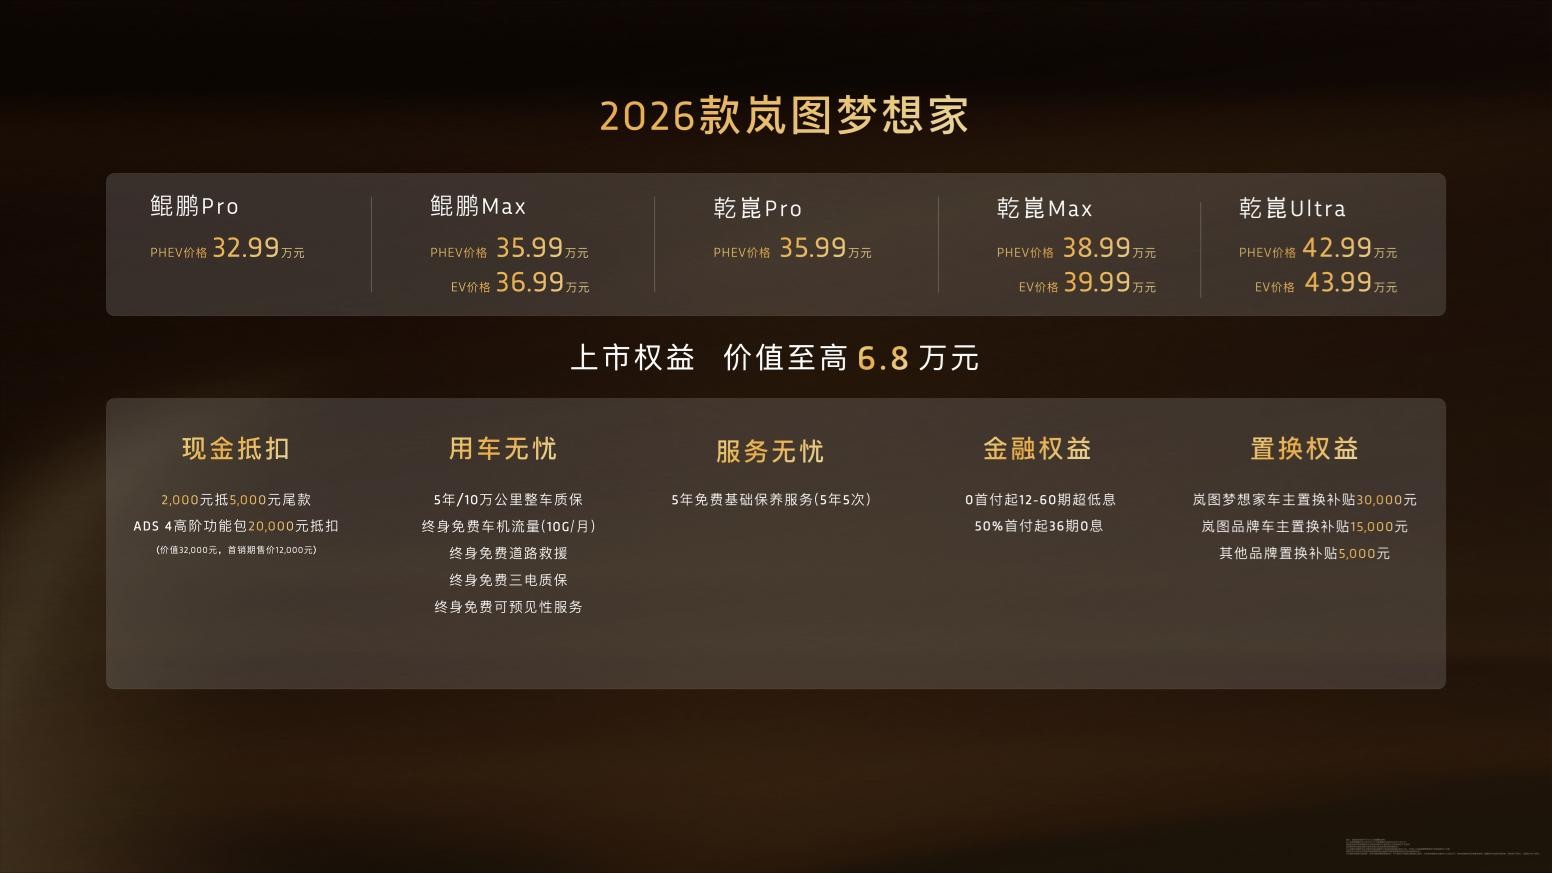 2026款岚图梦想家
鲲鹏Pro
PHEV价格 32.99万元
鲲鹏Max
PHEV价格 35.99万元
EV价格 36.99万元
乾崑Pro
PHEV价格 35.99万元
乾崑Max
PHEV价格 38.99万元
EV价格 39.99万元
乾崑Ultra
PHEV价格 42.99万元
EV价格 43.99万元
上市权益 价值至高6.8万元
现金抵扣
2,000元抵5,000元尾款
ADS 4高阶功能包20,000元抵扣
(价值32,000元，首销期售价12,000元)
用车无忧
5年/10万公里整车质保
终身免费车机流量(10G/月)
终身免费道路救援
终身免费三电质保
终身免费可预见性服务
服务无忧
5年免费基础保养服务(5年5次)
金融权益
0首付起12-60期超低息
50%首付起36期0息
置换权益
岚图梦想家车主置换补贴30,000元
岚图品牌车主置换补贴15,000元
其他品牌置换补贴5,000元